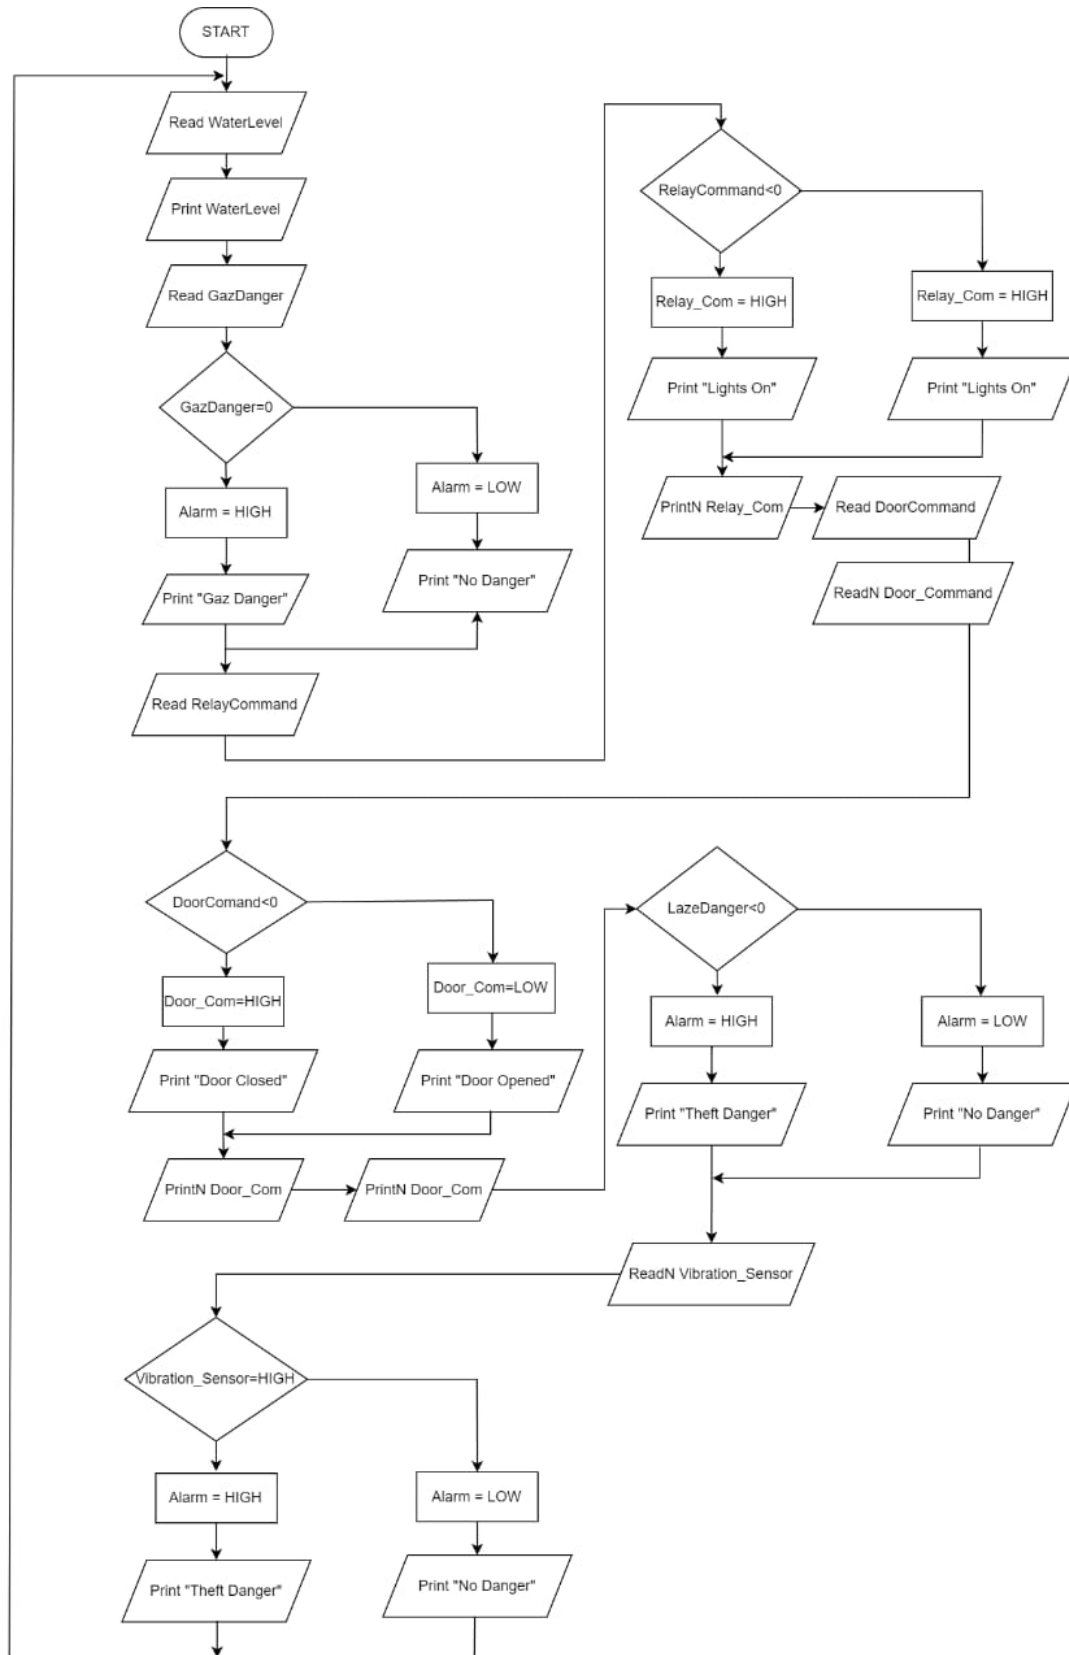 START
Read WaterLevel
Print WaterLevel
Read GazDanger
GazDanger=0
Alarm = HIGH
Alarm = LOW
Print "Gaz Danger"
Print "No Danger"
Read RelayCommand
RelayCommand<0
Relay_Com = HIGH
Relay_Com = HIGH
Print "Lights On"
Print "Lights On"
PrintN Relay_Com
Read DoorCommand
ReadN Door_Command
DoorComand<0
Door_Com=HIGH
Door_Com=LOW
Print "Door Closed"
Print "Door Opened"
PrintN Door_Com
PrintN Door_Com
LazeDanger<0
Alarm = HIGH
Alarm = LOW
Print "Theft Danger"
Print "No Danger"
ReadN Vibration_Sensor
Vibration_Sensor=HIGH
Alarm = HIGH
Alarm = LOW
Print "Theft Danger"
Print "No Danger"